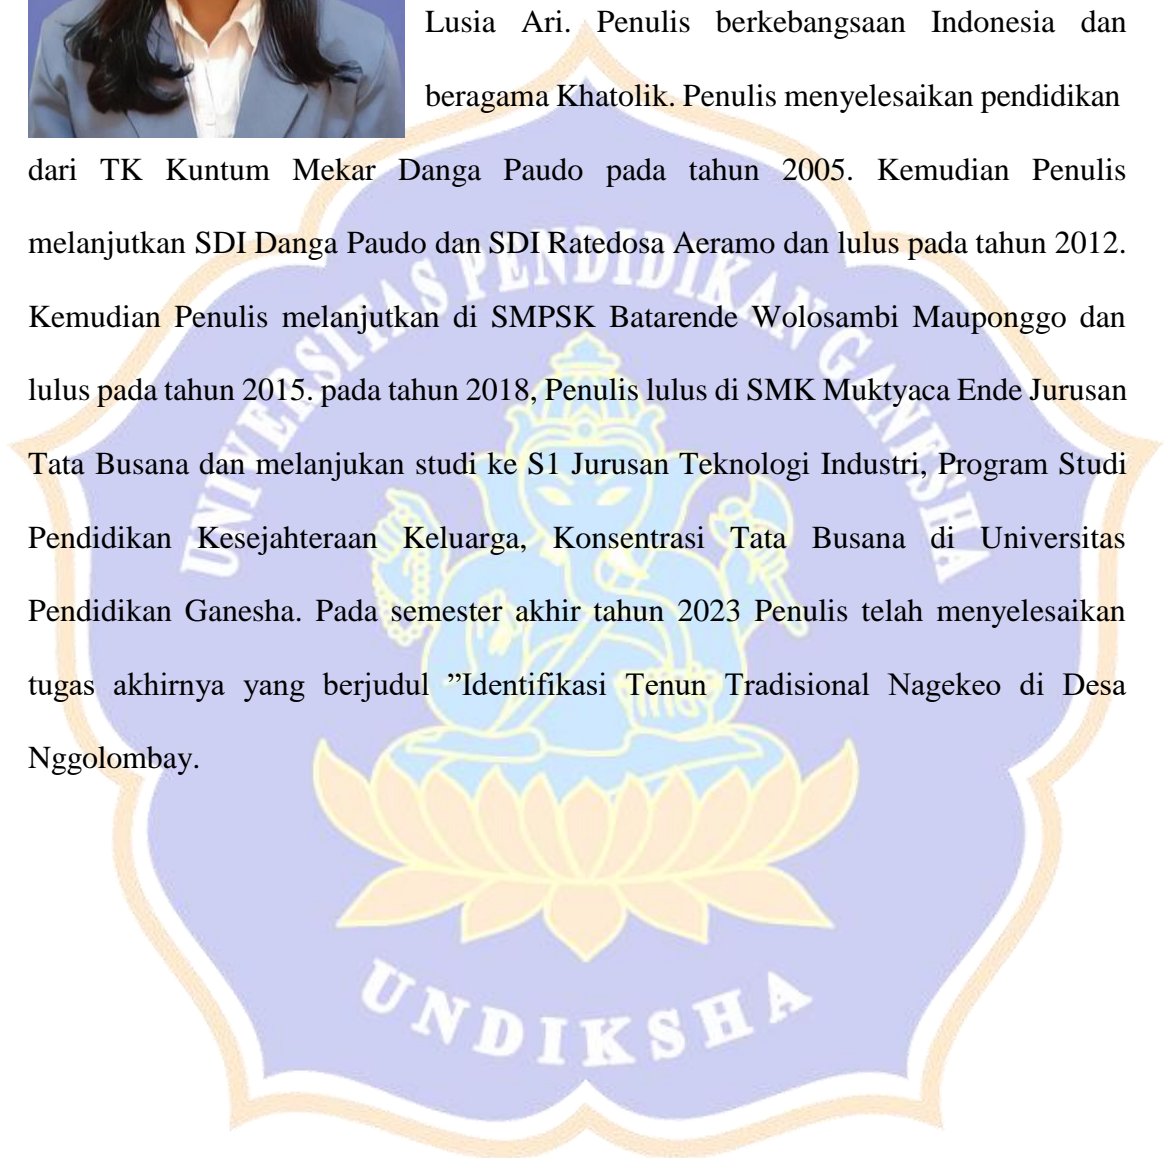 Lusia Ari. Penulis berkebangsaan Indonesia dan
beragama Khatolik. Penulis menyelesaikan pendidikan
dari TK Kuntum Mekar Danga Paudo pada tahun 2005. Kemudian Penulis
melanjutkan SDI Danga Paudo dan SDI Ratedosa Aeramo dan lulus pada tahun 2012.
Kemudian Penulis melanjutkan di SMPSK Batarende Wolosambi Mauponggo dan
lulus pada tahun 2015. pada tahun 2018, Penulis lulus di SMK Muktyaca Ende Jurusan
Tata Busana dan melanjukan studi ke S1 Jurusan Teknologi Industri, Program Studi
Pendidikan Kesejahteraan Keluarga, Konsentrasi Tata Busana di Universitas
Pendidikan Ganesha. Pada semester akhir tahun 2023 Penulis telah menyelesaikan
tugas akhirnya yang berjudul ”Identifikasi Tenun Tradisional Nagekeo di Desa
Nggolombay.
UNIVERSITAS PENDIDIKAN GANESHA
UNDIKSHA